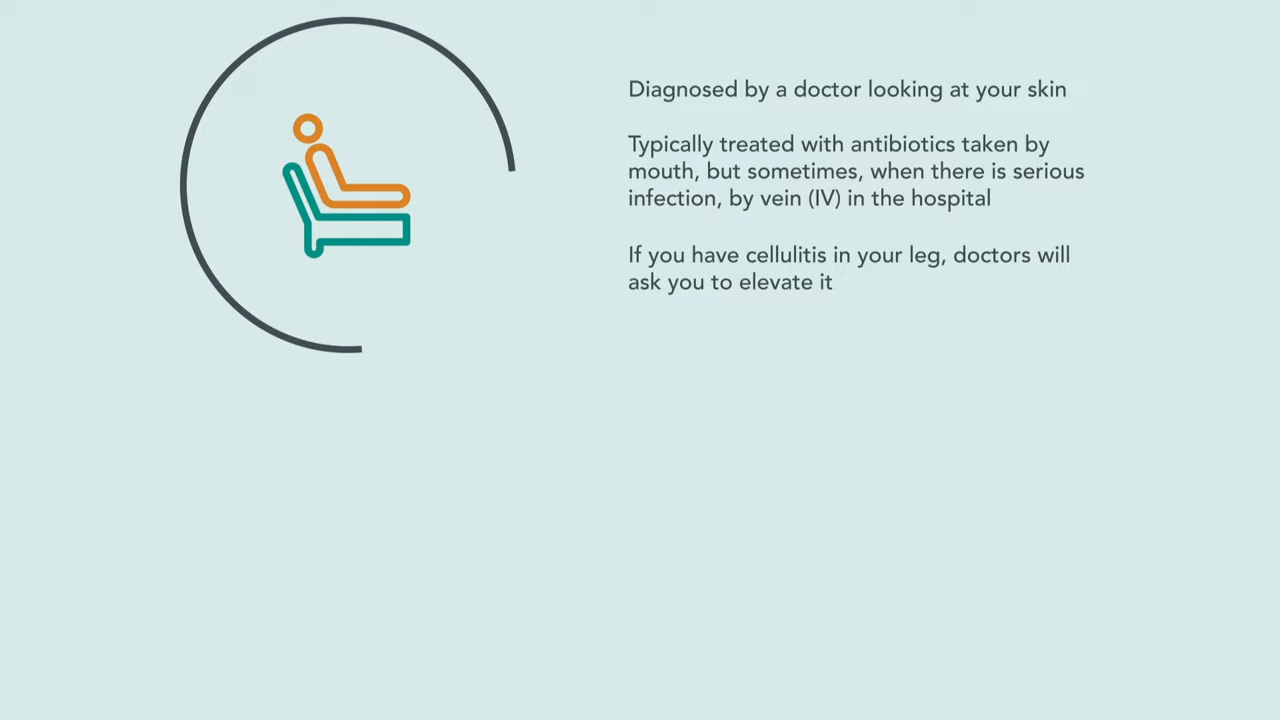 Diagnosed by a doctor looking at your skin
Typically treated with antibiotics taken by
mouth, but sometimes, when there is serious
infection, by vein (IV) in the hospital
If you have cellulitis in your leg, doctors will
ask you to elevate it